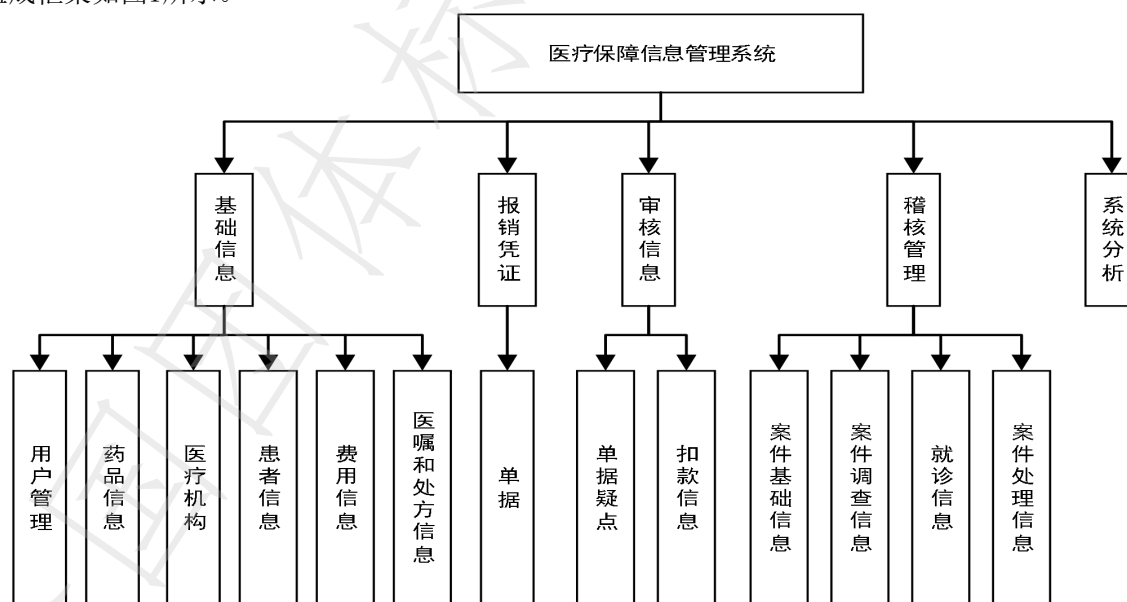 成框架如图1所示。
医疗保障信息管理系统
基础信息
报销凭证
审核信息
稽核管理
系统分析
用户管理
药品信息
医疗机构
患者信息
费用信息
医嘱和处方信息
单据
单据疑点
扣款信息
案件基础信息
案件调查信息
就诊信息
案件处理信息
国团体标